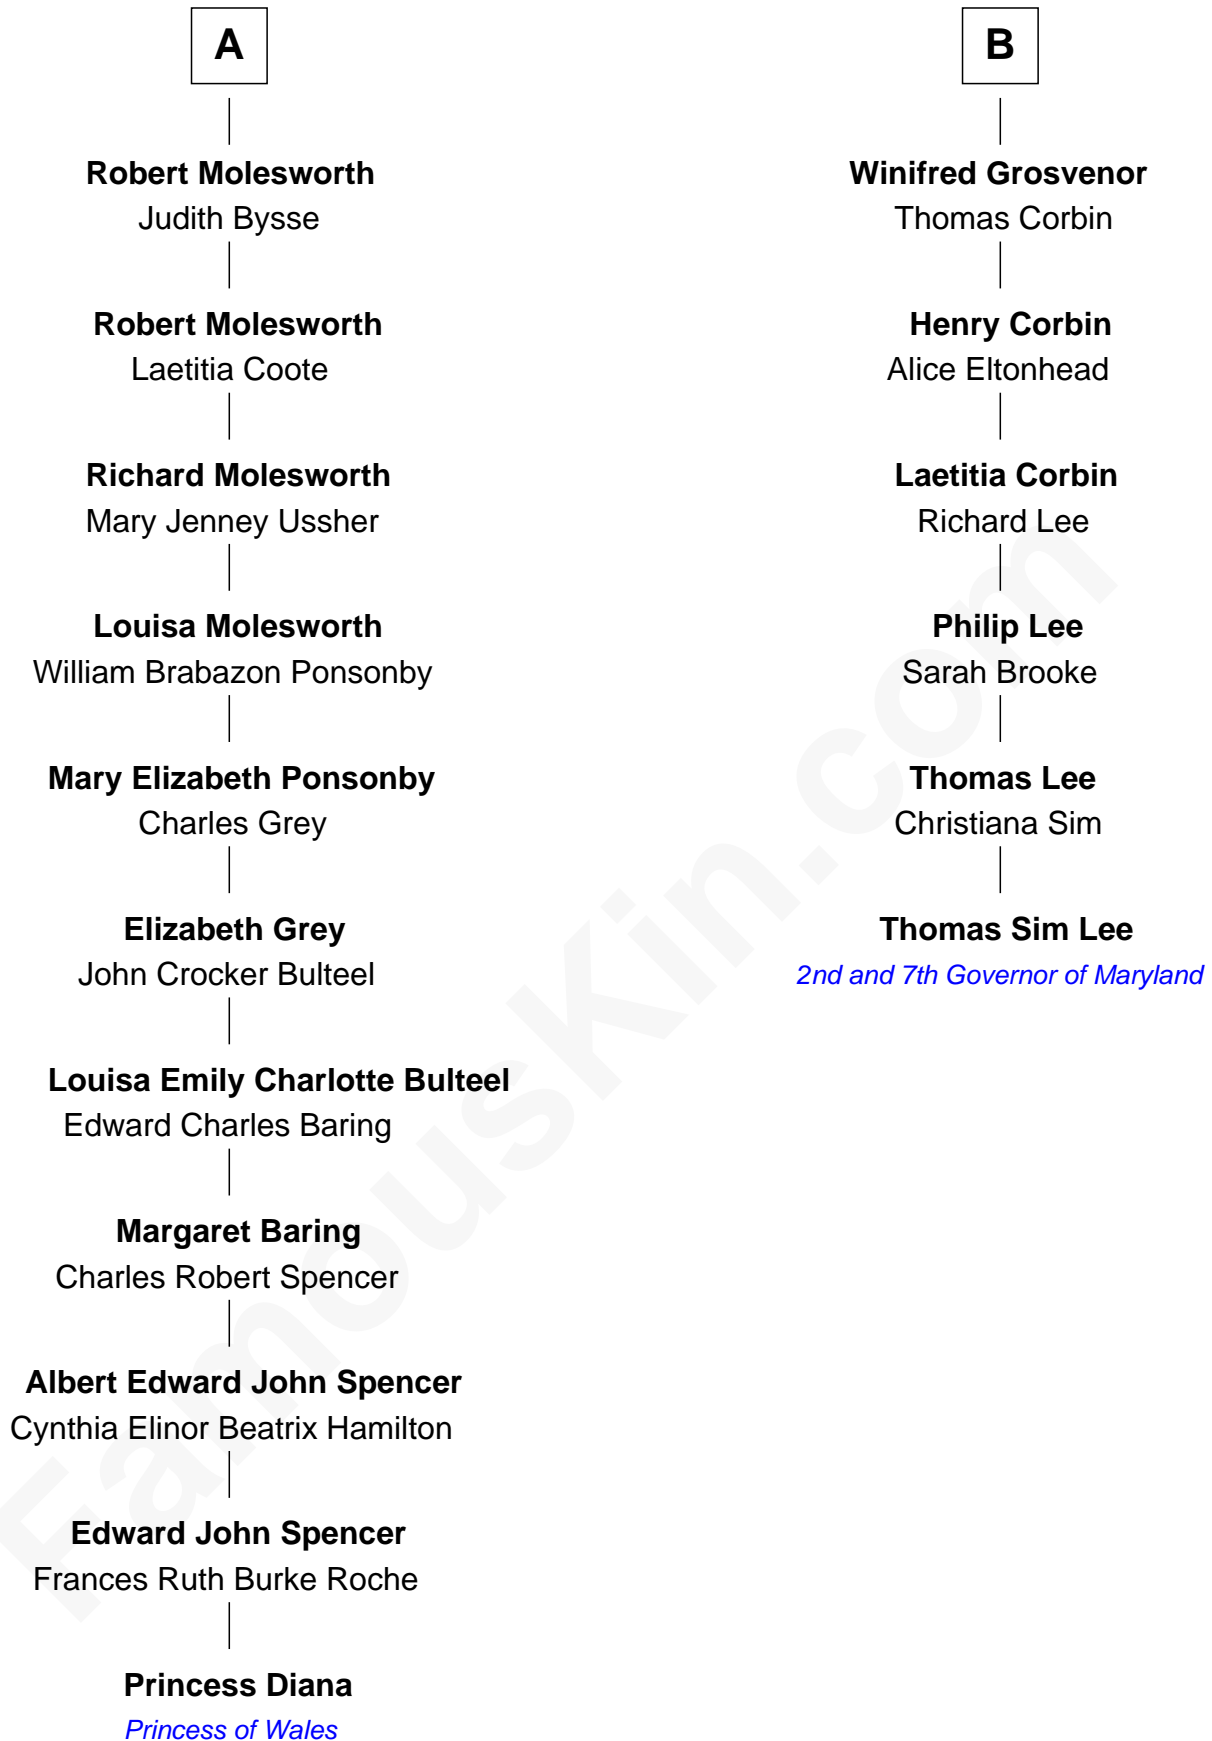 A
Robert Molesworth
Judith Bysse
Robert Molesworth
Laetitia Coote
Richard Molesworth
Mary Jenney Ussher
Louisa Molesworth
William Brabazon Ponsonby
Mary Elizabeth Ponsonby
Charles Grey
Elizabeth Grey
John Crocker Bulteel
Louisa Emily Charlotte Bulteel
Edward Charles Baring
Margaret Baring
Charles Robert Spencer
Albert Edward John Spencer
Cynthia Elinor Beatrix Hamilton
Edward John Spencer
Frances Ruth Burke Roche
Princess Diana
Princess of Wales
B
Winifred Grosvenor
Thomas Corbin
Henry Corbin
Alice Eltonhead
Laetitia Corbin
Richard Lee
Philip Lee
Sarah Brooke
Thomas Lee
Christiana Sim
Thomas Sim Lee
2nd and 7th Governor of Maryland
FamousKin.com